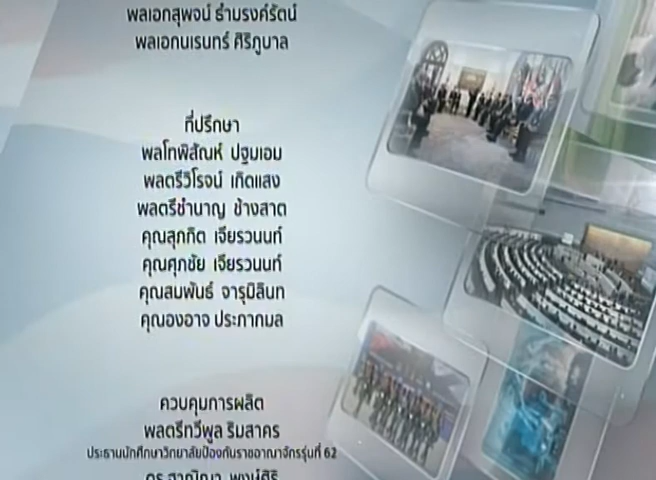 พลเอกสุพจน์ ธำมรงค์รัตน์
พลเอกนเรนทร์ ศิริภูบาล
ที่ปรึกษา
พลโทพิสัณห์ ปฐมเอม
พลตรีวิโรจน์ เกิดแสง
พลตรีชำนาญ ช้างสาต
คุณสุภกิต เจียรวนนท์
คุณศุภชัย เจียรวนนท์
คุณสมพันธ์ จารุมิลินท
คุณองอาจ ประภากมล
ควบคุมการผลิต
พลตรีทวีพูล ริมสาคร
ประธานนักศึกษาวิทยาลัยป้องกันราชอาณาจักรรุ่นที่ 62